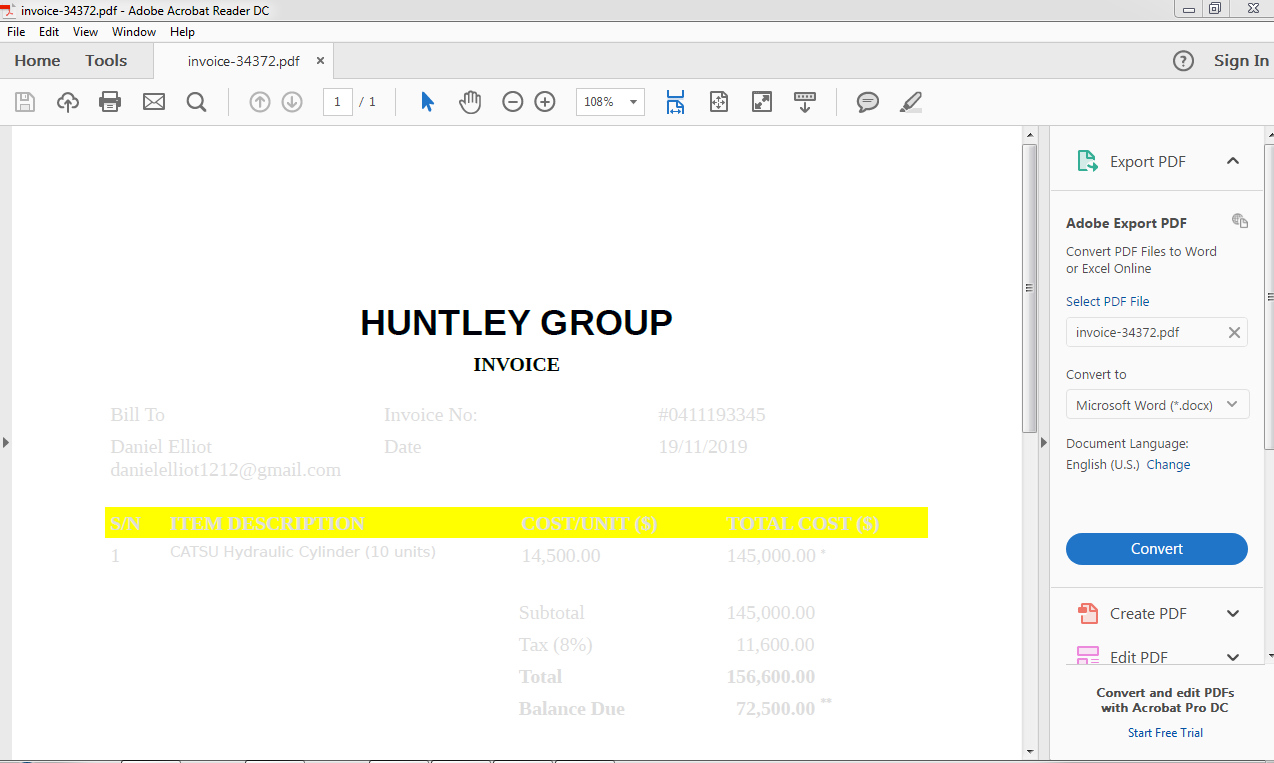 invoice-34372.pdf - Adobe Acrobat Reader DC
File Edit View Window Help
Home Tools invoice-34372.pdf × ? Sign In
1 / 1 108%
HUNTLEY GROUP
INVOICE
Bill To Invoice No: #0411193345
Daniel Elliot Date 19/11/2019
danielelliot1212@gmail.com
S/N ITEM DESCRIPTION COST/UNIT ($) TOTAL COST ($)
1 CATSU Hydraulic Cylinder (10 units) 14,500.00 145,000.00 *
Subtotal 145,000.00
Tax (8%) 11,600.00
Total 156,600.00
Balance Due 72,500.00 **
Export PDF
Adobe Export PDF
Convert PDF Files to Word
or Excel Online
Select PDF File
invoice-34372.pdf
Convert to
Microsoft Word (*.docx)
Document Language:
English (U.S.) Change
Convert
Create PDF
Edit PDF
Convert and edit PDFs
with Acrobat Pro DC
Start Free Trial